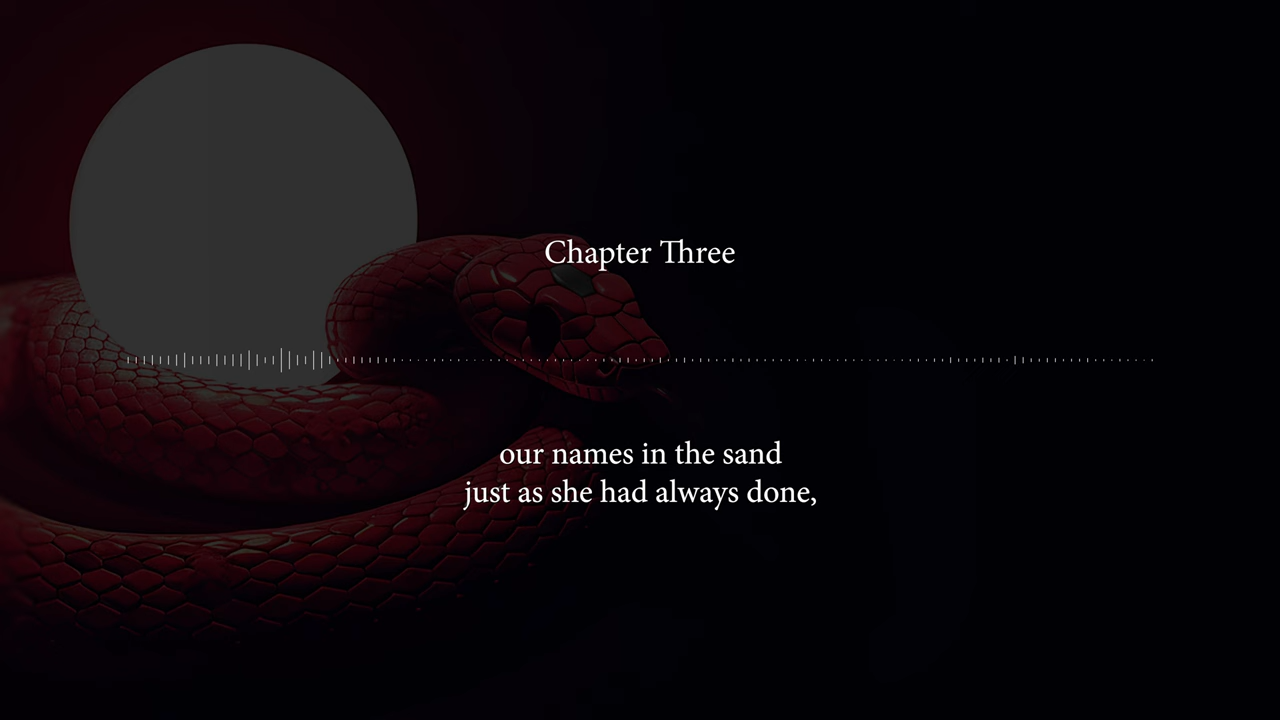 Chapter Three
our names in the sand
just as she had always done,